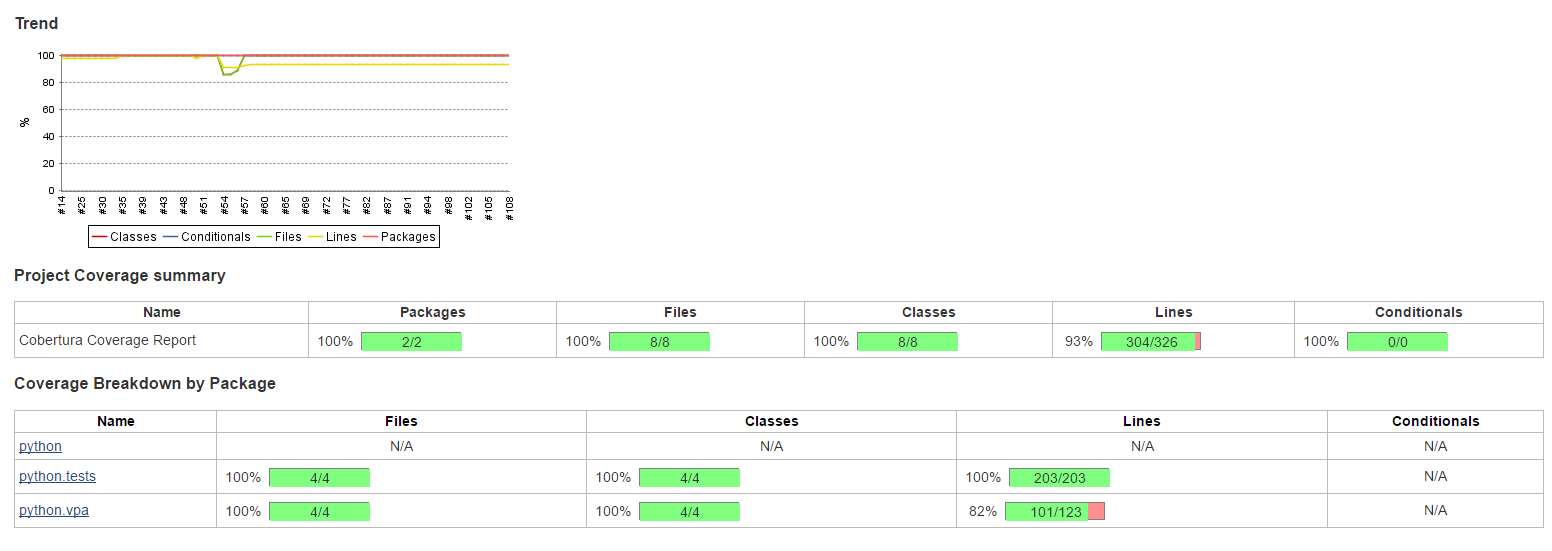 Trend
100
80
60
40
20
0
%
#14 #25 #30 #35 #39 #43 #48 #51 #54 #57 #60 #65 #69 #72 #77 #82 #87 #91 #94 #98 #102 #105 #108
Classes Conditionals Files Lines Packages
Project Coverage summary
Name Packages Files Classes Lines Conditionals
Cobertura Coverage Report 100% 2/2 100% 8/8 100% 8/8 93% 304/326 100% 0/0
Coverage Breakdown by Package
Name Files Classes Lines Conditionals
python N/A N/A N/A N/A
python.tests 100% 4/4 100% 4/4 100% 203/203 N/A
python.vpa 100% 4/4 100% 4/4 82% 101/123 N/A